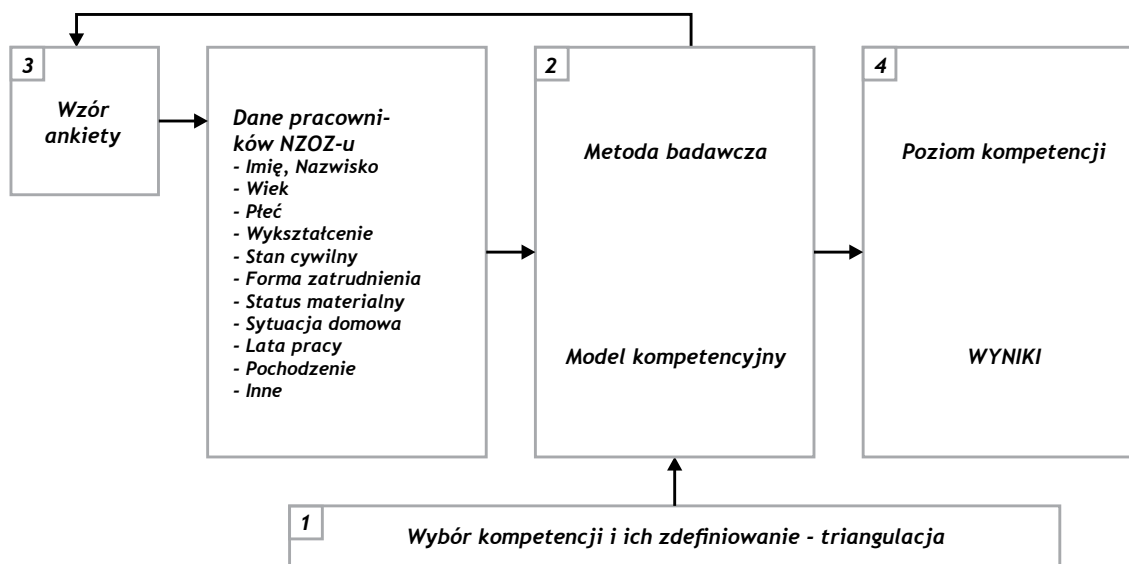 3
Wzór
ankiety
Dane pracowni-
ków NZOZ-u
- Imię, Nazwisko
- Wiek
- Płeć
- Wykształcenie
- Stan cywilny
- Forma zatrudnienia
- Status materialny
- Sytuacja domowa
- Lata pracy
- Pochodzenie
- Inne
2
Metoda badawcza
Model kompetencyjny
4
Poziom kompetencji
WYNIKI
1
Wybór kompetencji i ich zdefiniowanie - triangulacja